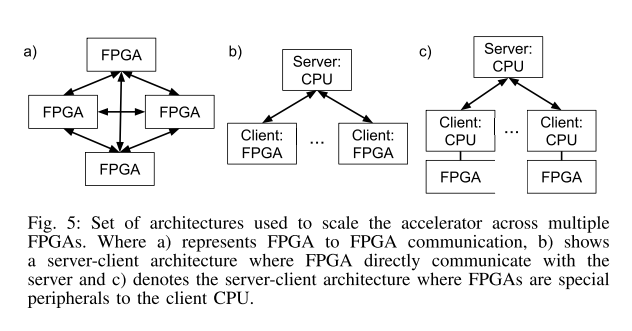 a)
FPGA
FPGA
FPGA
FPGA
b)
Server:
CPU
Client:
FPGA
...
Client:
FPGA
c)
Server:
CPU
Client:
CPU
...
Client:
CPU
FPGA
FPGA
Fig. 5: Set of architectures used to scale the accelerator across multiple
FPGAs. Where a) represents FPGA to FPGA communication, b) shows
a server-client architecture where FPGA directly communicate with the
server and c) denotes the server-client architecture where FPGAs are special
peripherals to the client CPU.